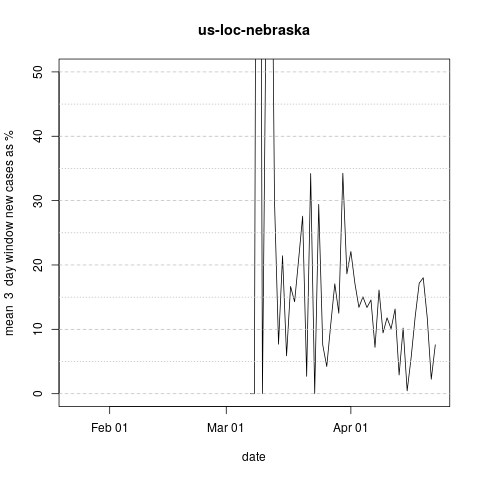 us-loc-nebraska
mean 3 day window new cases as %
50
40
30
20
10
0
Feb 01
Mar 01
Apr 01
date